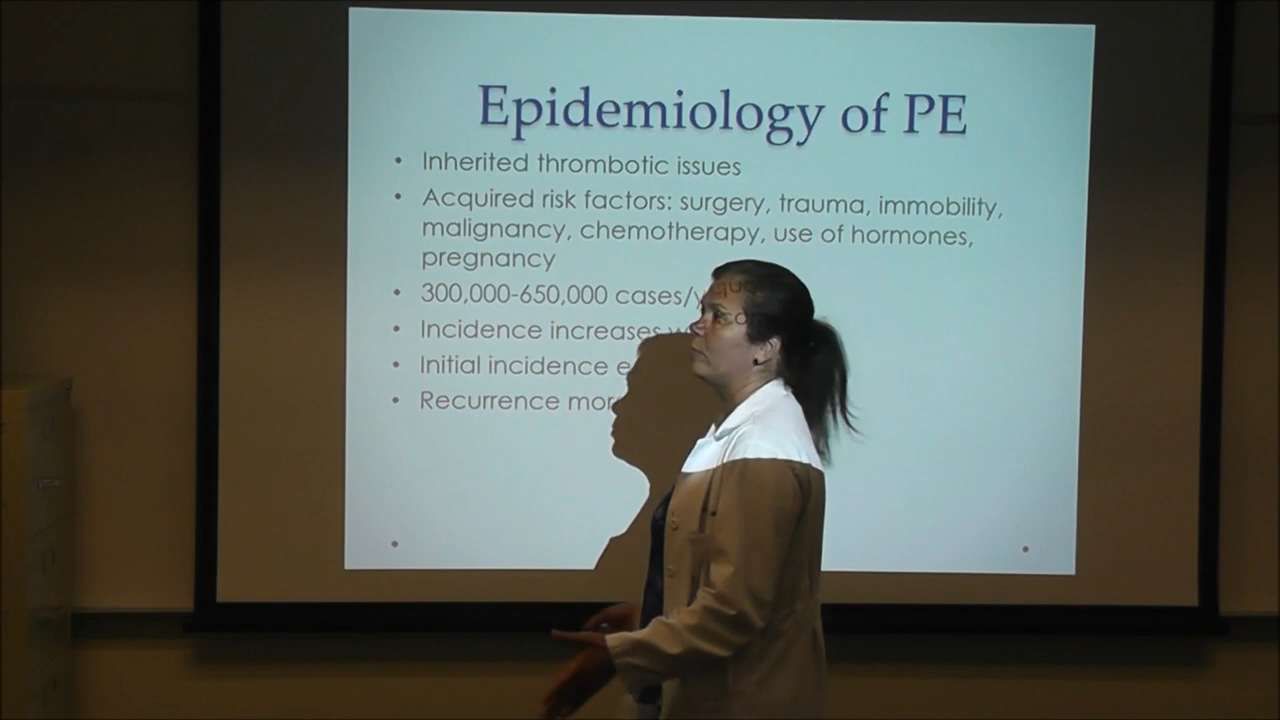 Epidemiology of PE
• Inherited thrombotic issues
• Acquired risk factors: surgery, trauma, immobility,
malignancy, chemotherapy, use of hormones,
pregnancy
• 300,000-650,000 cases/
• Incidence increases
• Initial incidence
• Recurrence